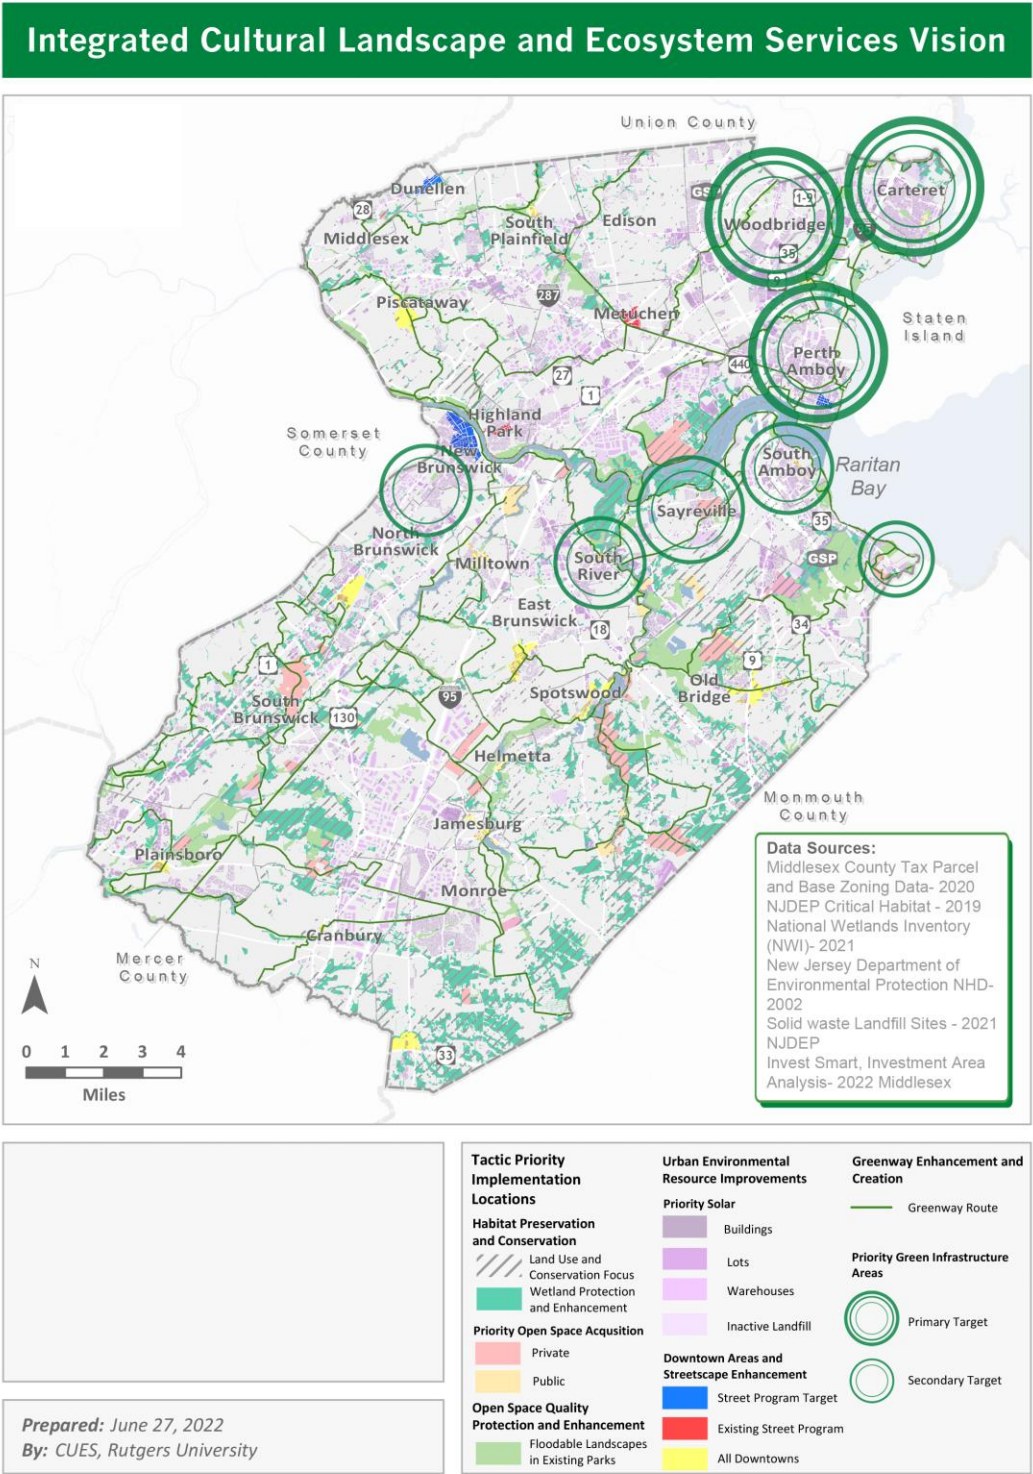 Integrated Cultural Landscape and Ecosystem Services Vision
Union County
Dunellen
28
Middlesex
South
Plainfield
Edison
GSP
1-9
Woodbridge
35
9
Carteret
Piscataway
287
Metuchen
Staten
Island
Perth
Amboy
440
27
1
Highland
Park
Somerset
County
New
Brunswick
South
Amboy
Raritan
Bay
Sayreville
35
North
Brunswick
Milltown
South
River
GSP
East
Brunswick
18
34
1
9
Old
Bridge
Spotswood
95
South
Brunswick
130
Helmetta
Monmouth
County
Jamesburg
Plainsboro
Monroe
Cranbury
Mercer
County
33
N
0 1 2 3 4
Miles
Data Sources:
Middlesex County Tax Parcel
and Base Zoning Data- 2020
NJDEP Critical Habitat - 2019
National Wetlands Inventory
(NWI)- 2021
New Jersey Department of
Environmental Protection NHD-
2002
Solid waste Landfill Sites - 2021
NJDEP
Invest Smart, Investment Area
Analysis- 2022 Middlesex
Prepared: June 27, 2022
By: CUES, Rutgers University
Tactic Priority
Implementation
Locations
Habitat Preservation
and Conservation
Land Use and
Conservation Focus
Wetland Protection
and Enhancement
Priority Open Space Acqusition
Private
Public
Open Space Quality
Protection and Enhancement
Floodable Landscapes
in Existing Parks
Urban Environmental
Resource Improvements
Priority Solar
Buildings
Lots
Warehouses
Inactive Landfill
Downtown Areas and
Streetscape Enhancement
Street Program Target
Existing Street Program
All Downtowns
Greenway Enhancement and
Creation
Greenway Route
Priority Green Infrastructure
Areas
Primary Target
Secondary Target